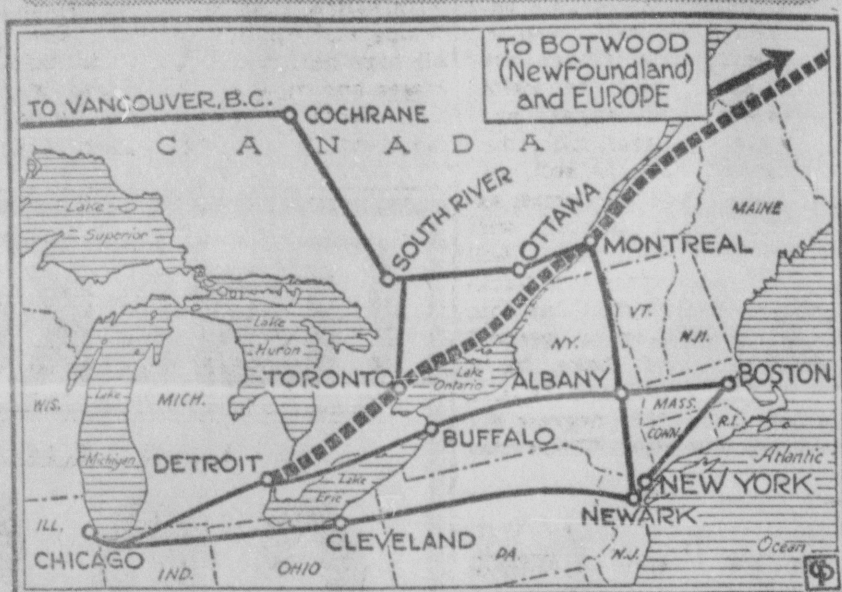 To BOTWOOD
(Newfoundland)
and EUROPE
TO VANCOUVER, B.C.
COCHRANE
CANADA
Lake
Superior
SOUTH RIVER
OTTAWA
MAINE
MONTREAL
VT.
N.H.
N.Y.
Lake
Huron
TORONTO
Lake
Ontario
ALBANY
BOSTON
WIS.
Lake
Michigan
MICH.
MASS.
CONN.
R.I.
BUFFALO
DETROIT
Lake
Erie
Atlantic
Ocean
NEW YORK
NEWARK
ILL.
CHICAGO
CLEVELAND
IND.
OHIO
PA.
N.J.